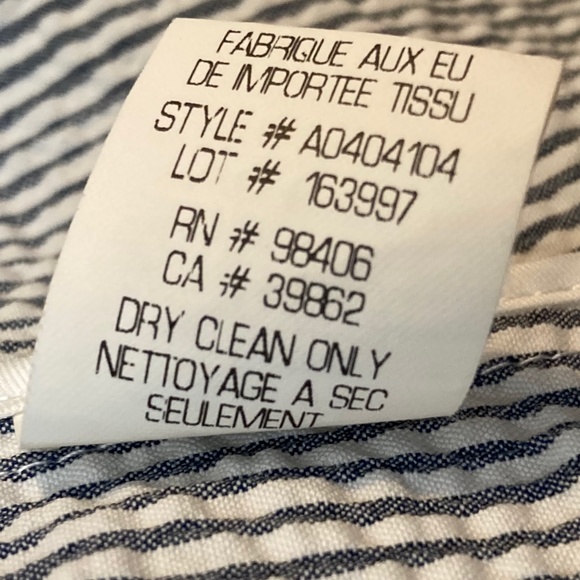 FABRIQUE AUX EU
DE IMPORTEE TISSU
STYLE # A0404104
LOT # 163997
RN # 98406
CA # 39862
DRY CLEAN ONLY
NETTOYAGE A SEC
SEULEMENT